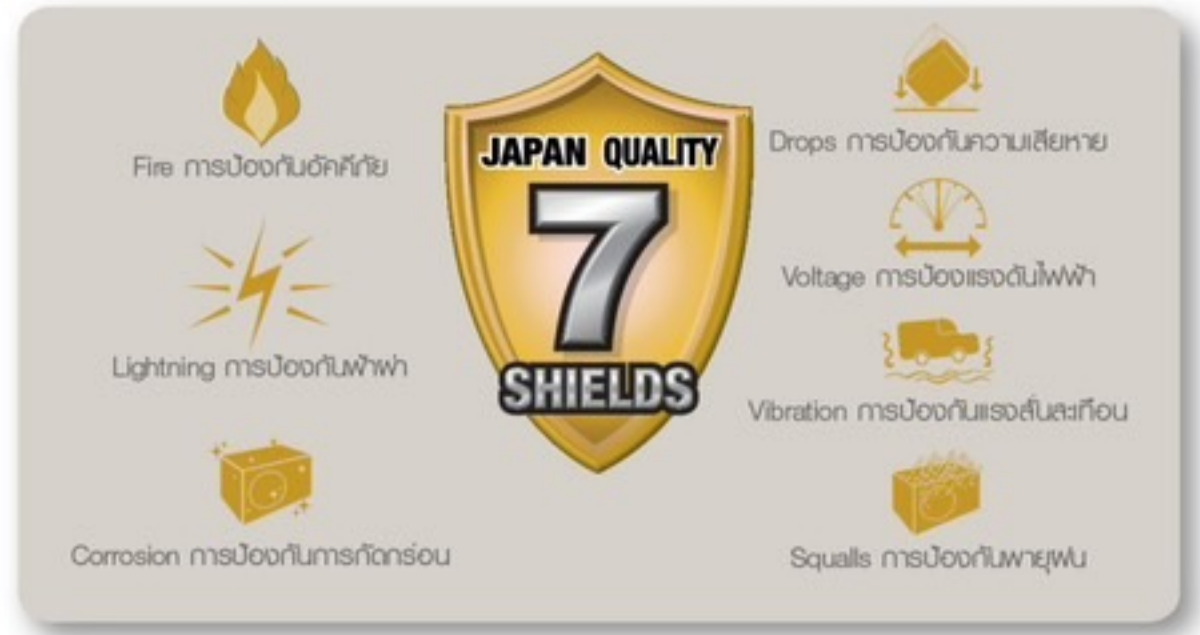 Fire การป้องกันอัคคีภัย
Lightning การป้องกันฟ้าผ่า
Corrosion การป้องกันการกัดกร่อน
JAPAN QUALITY
7
SHIELDS
Drops การป้องกันความเสียหาย
Voltage การป้องแรงดันไฟฟ้า
Vibration การป้องกันแรงสั่นสะเทือน
Squalls การป้องกันพายุฝน